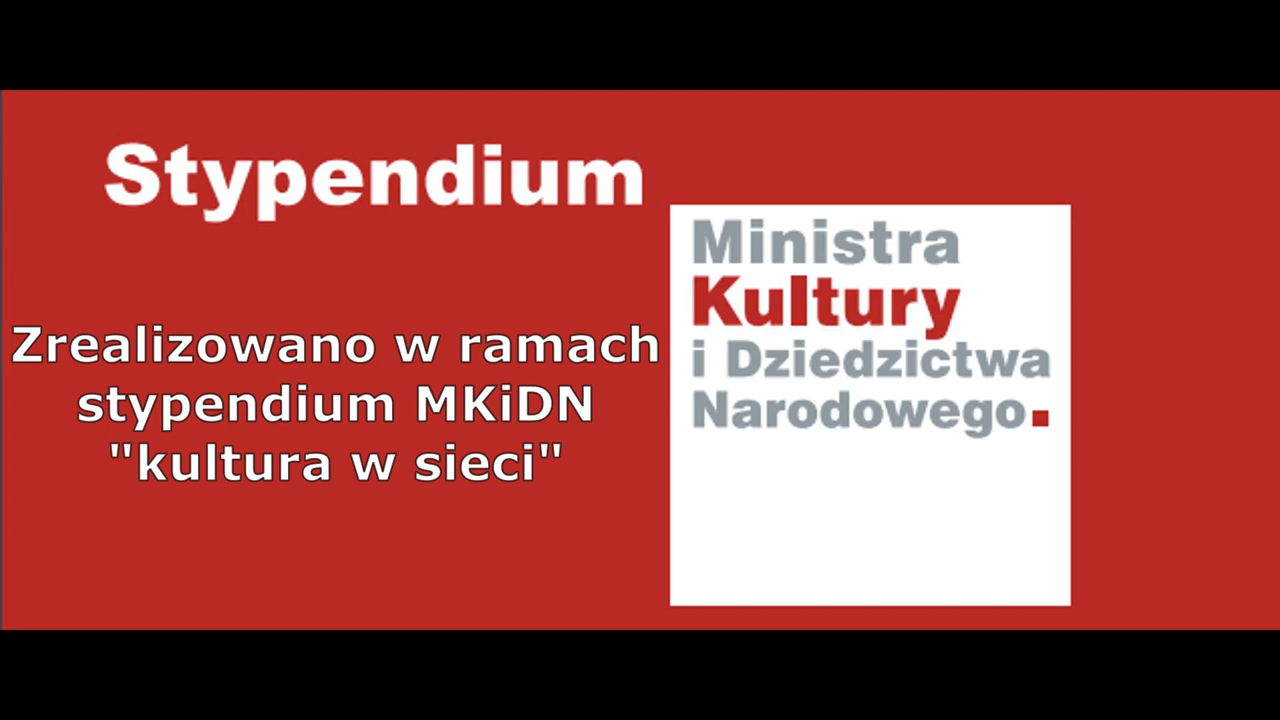 Stypendium
Ministra
Kultury
i Dziedzictwa
Narodowego.
Zrealizowano w ramach
stypendium MKiDN
"kultura w sieci"